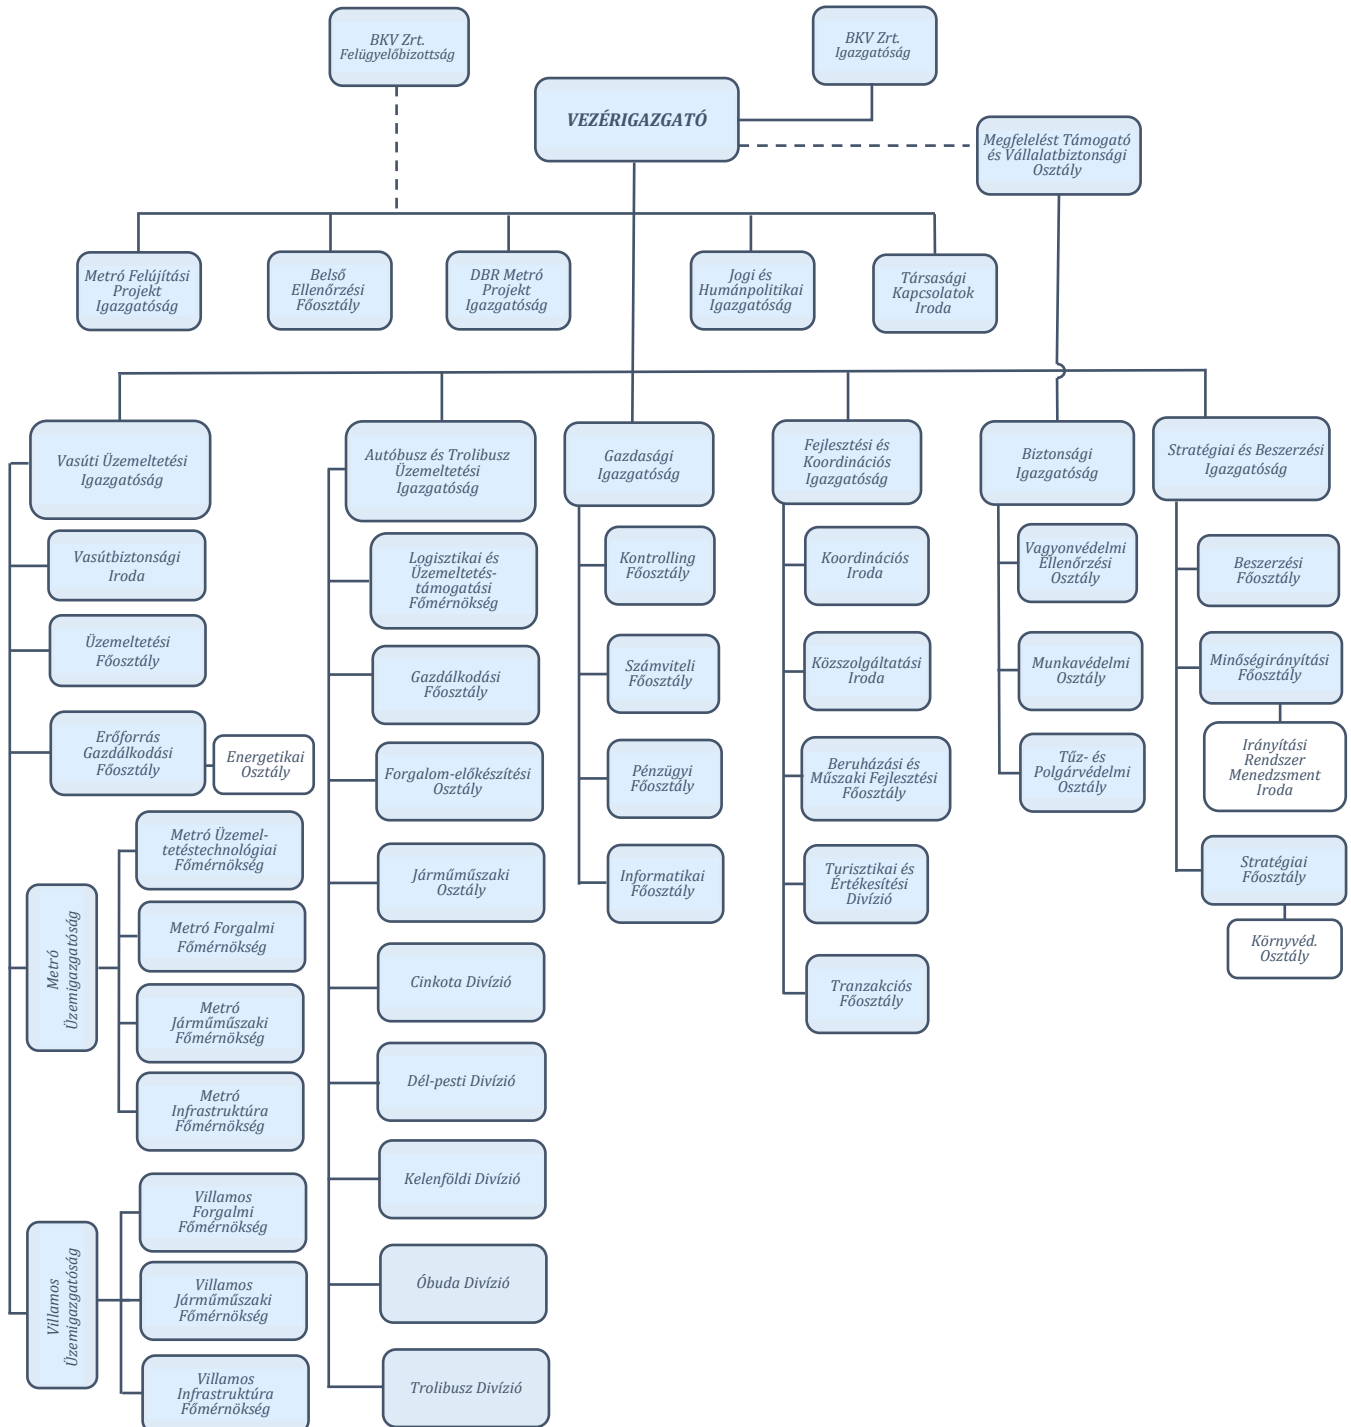 BKV Zrt.
Felügyelőbizottság
BKV Zrt.
Igazgatóság
VEZÉRIGAZGATÓ
Megfelelést Támogató
és Vállalatbiztonsági
Osztály
Metró Felújítási
Projekt
Igazgatóság
Belső
Ellenőrzési
Főosztály
DBR Metró
Projekt
Igazgatóság
Jogi és
Humánpolitikai
Igazgatóság
Társasági
Kapcsolatok
Iroda
Vasúti Üzemeltetési
Igazgatóság
Vasútbiztonsági
Iroda
Üzemeltetési
Főosztály
Erőforrás
Gazdálkodási
Főosztály
Energetikai
Osztály
Metró
Üzemigazgatóság
Metró Üzemel-
tetéstechnológiai
Főmérnökség
Metró Forgalmi
Főmérnökség
Metró
Járműműszaki
Főmérnökség
Metró
Infrastruktúra
Főmérnökség
Villamos
Üzemigazgatóság
Villamos
Forgalmi
Főmérnökség
Villamos
Járműműszaki
Főmérnökség
Villamos
Infrastruktúra
Főmérnökség
Autóbusz és Trolibusz
Üzemeltetési
Igazgatóság
Logisztikai és
Üzemeltetés-
támogatási
Főmérnökség
Gazdálkodási
Főosztály
Forgalom-előkészítési
Osztály
Járműműszaki
Osztály
Cinkota Divízió
Dél-pesti Divízió
Kelenföldi Divízió
Óbuda Divízió
Trolibusz Divízió
Gazdasági
Igazgatóság
Kontrolling
Főosztály
Számviteli
Főosztály
Pénzügyi
Főosztály
Informatikai
Főosztály
Fejlesztési és
Koordinációs
Igazgatóság
Koordinációs
Iroda
Közszolgáltatási
Iroda
Beruházási és
Műszaki Fejlesztési
Főosztály
Turisztikai és
Értékesítési
Divízió
Tranzakciós
Főosztály
Biztonsági
Igazgatóság
Vagyonvédelmi
Ellenőrzési
Osztály
Munkavédelmi
Osztály
Tűz- és
Polgárvédelmi
Osztály
Stratégiai és Beszerzési
Igazgatóság
Beszerzési
Főosztály
Minőségirányítási
Főosztály
Irányítási
Rendszer
Menedzsment
Iroda
Stratégiai
Főosztály
Környvéd.
Osztály